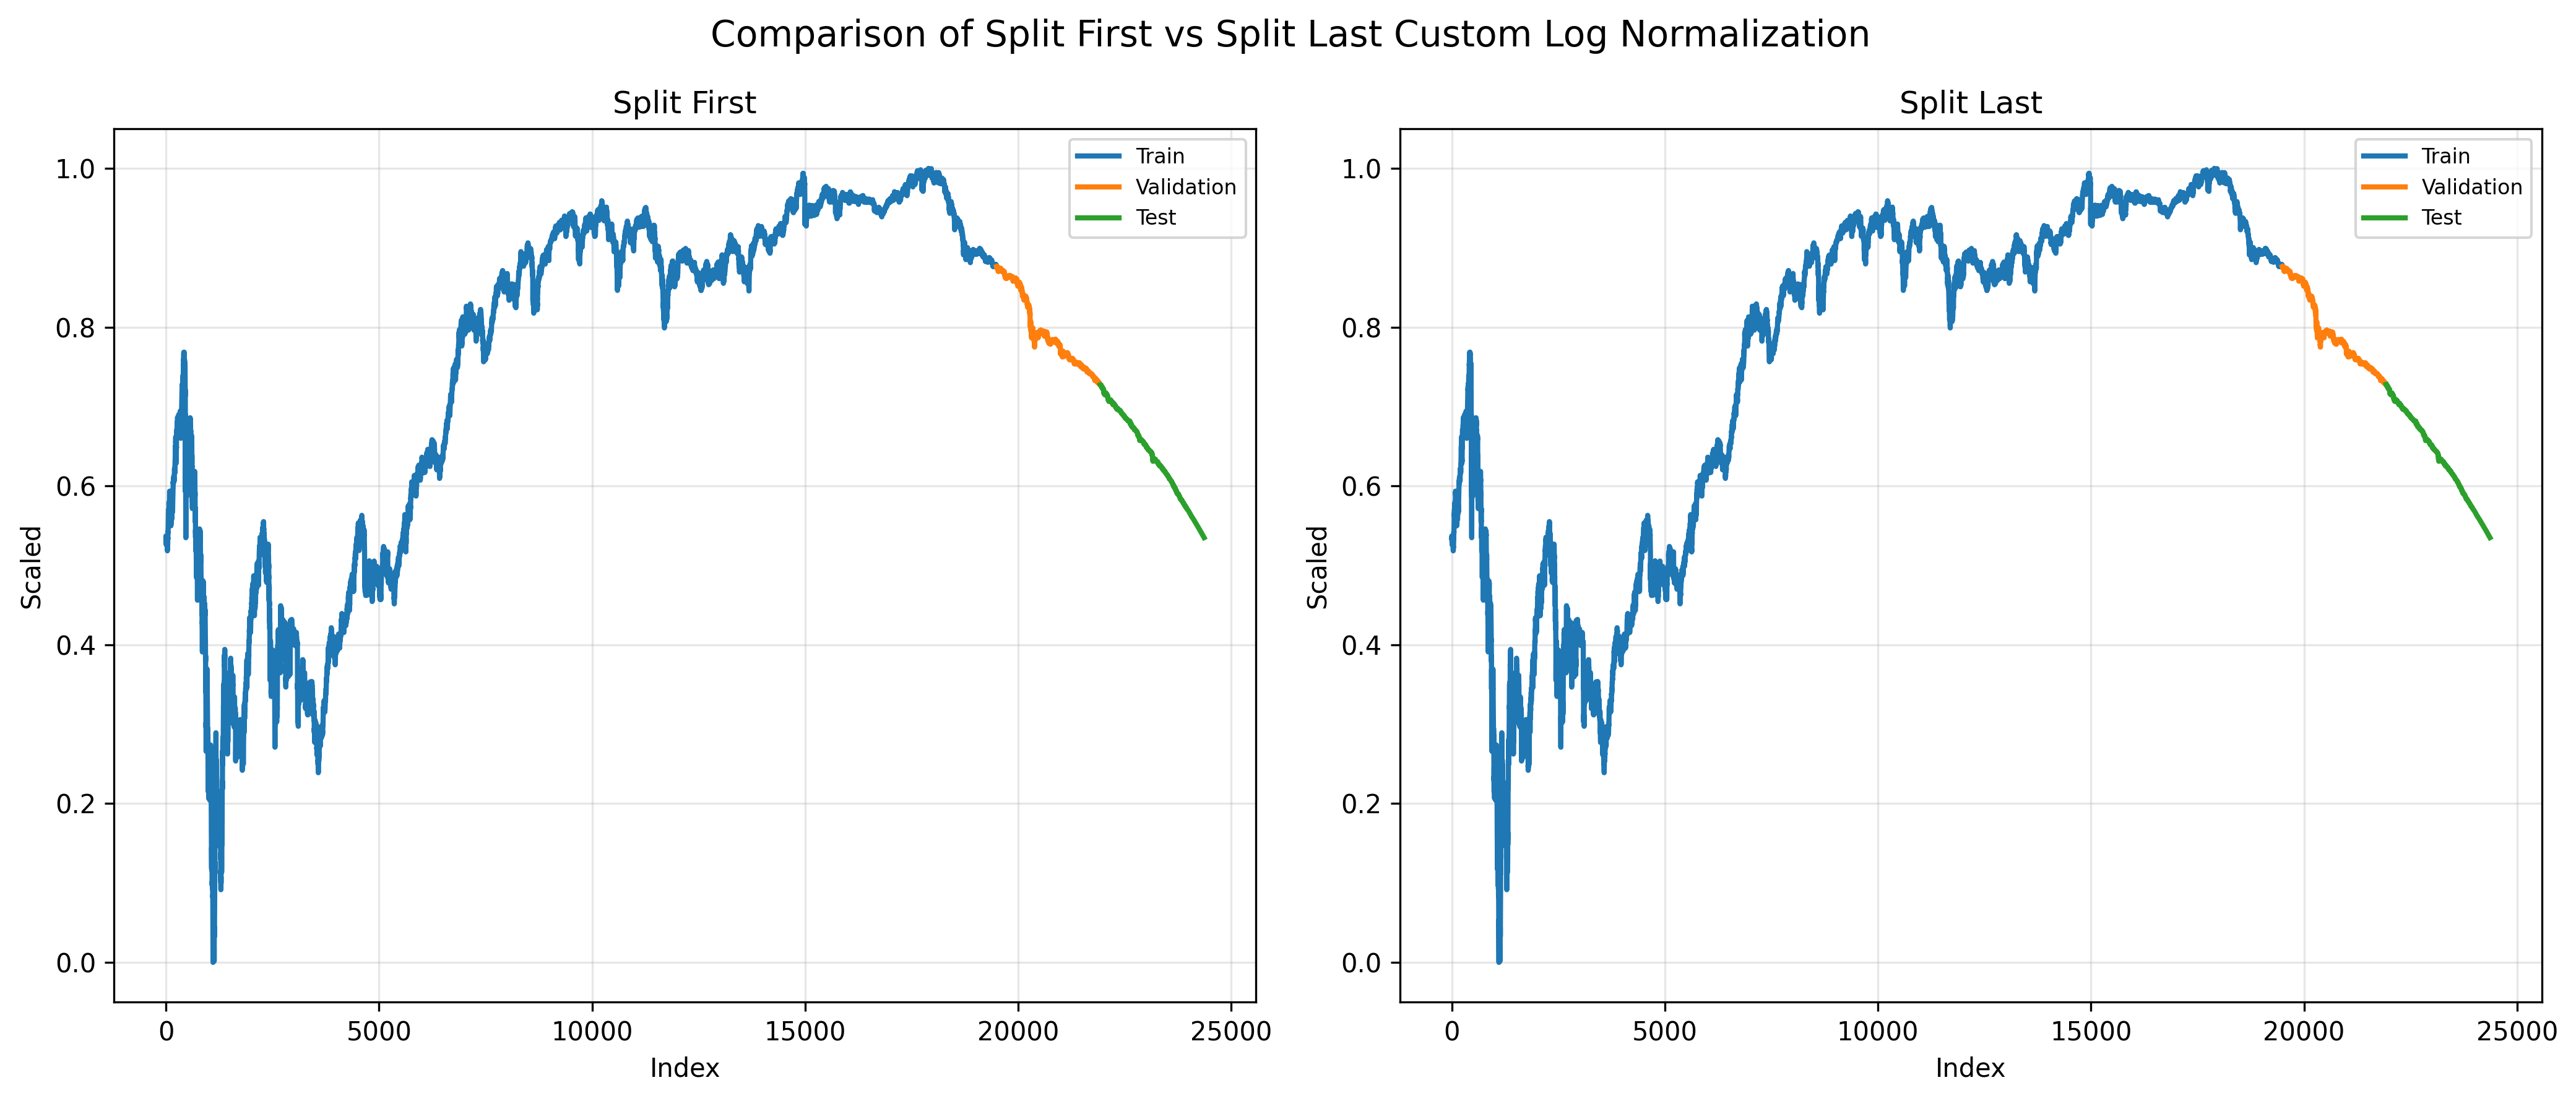 Comparison of Split First vs Split Last Custom Log Normalization
Split First
Train
Validation
Test
1.0
0.8
0.6
0.4
0.2
0.0
Scaled
0
5000
10000
15000
20000
25000
Index
Split Last
Train
Validation
Test
1.0
0.8
0.6
0.4
0.2
0.0
Scaled
0
5000
10000
15000
20000
25000
Index